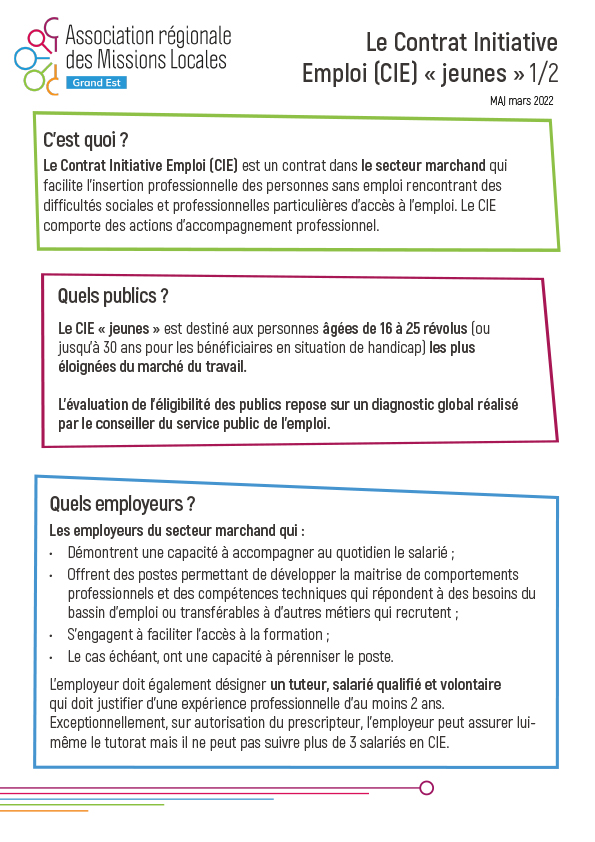 Association régionale
des Missions Locales
Grand Est
Le Contrat Initiative
Emploi (CIE) « jeunes » 1/2
MAJ mars 2022
C'est quoi ?
Le Contrat Initiative Emploi (CIE) est un contrat dans le secteur marchand qui
facilite l'insertion professionnelle des personnes sans emploi rencontrant des
difficultés sociales et professionnelles particulières d'accès à l'emploi. Le CIE
comporte des actions d'accompagnement professionnel.
Quels publics ?
Le CIE « jeunes » est destiné aux personnes âgées de 16 à 25 révolus (ou
jusqu'à 30 ans pour les bénéficiaires en situation de handicap) les plus
éloignées du marché du travail.
L'évaluation de l'éligibilité des publics repose sur un diagnostic global réalisé
par le conseiller du service public de l'emploi.
Quels employeurs ?
Les employeurs du secteur marchand qui :
• Démontrent une capacité à accompagner au quotidien le salarié ;
• Offrent des postes permettant de développer la maitrise de comportements
professionnels et des compétences techniques qui répondent à des besoins du
bassin d'emploi ou transférables à d'autres métiers qui recrutent ;
• S'engagent à faciliter l'accès à la formation ;
• Le cas échéant, ont une capacité à pérenniser le poste.
L'employeur doit également désigner un tuteur, salarié qualifié et volontaire
qui doit justifier d'une expérience professionnelle d'au moins 2 ans.
Exceptionnellement, sur autorisation du prescripteur, l'employeur peut assurer lui-
même le tutorat mais il ne peut pas suivre plus de 3 salariés en CIE.